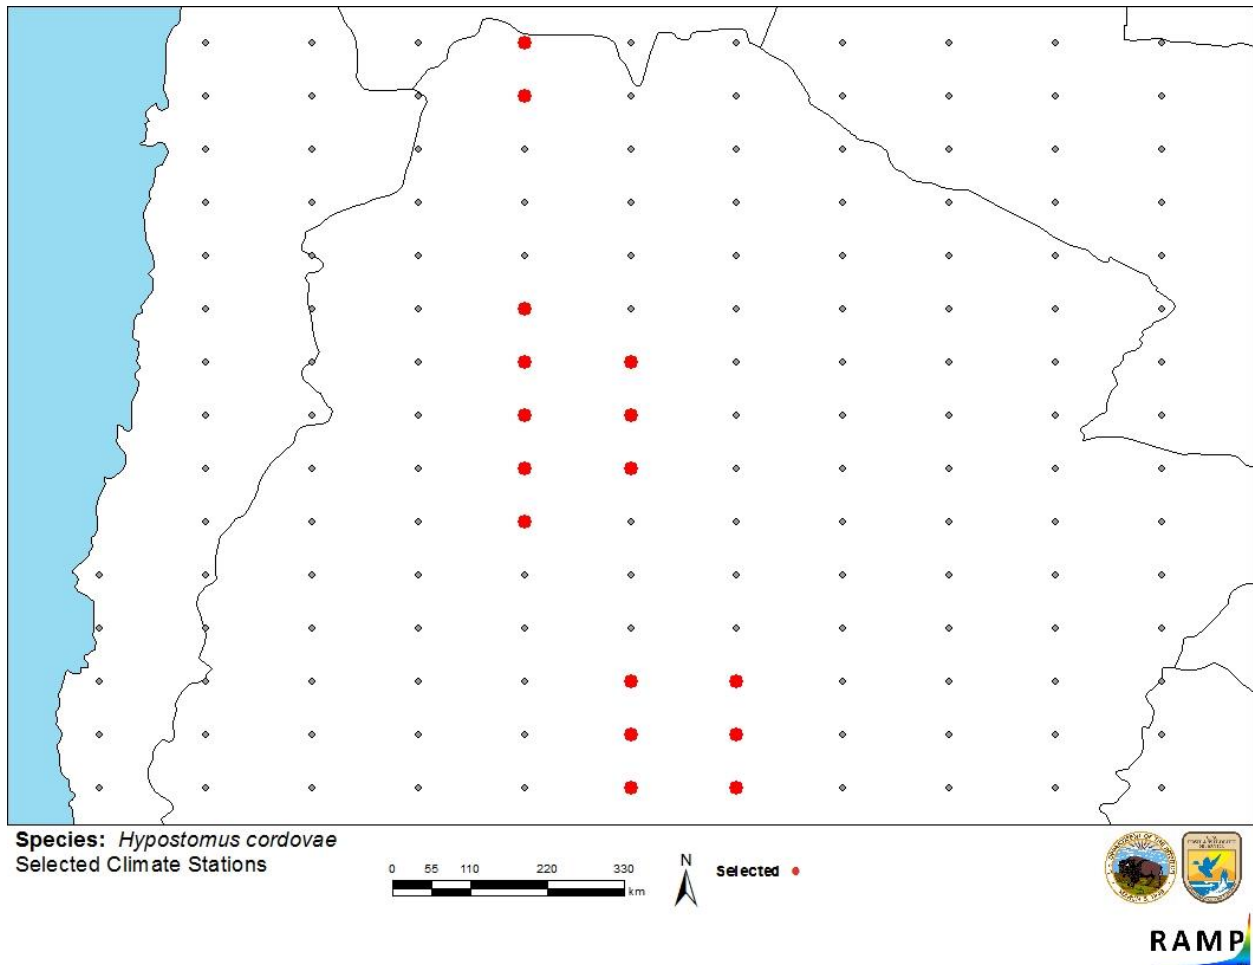 Species: Hypostomus cordovae
Selected Climate Stations
0 55 110 220 330
km
N
Selected
RAMP